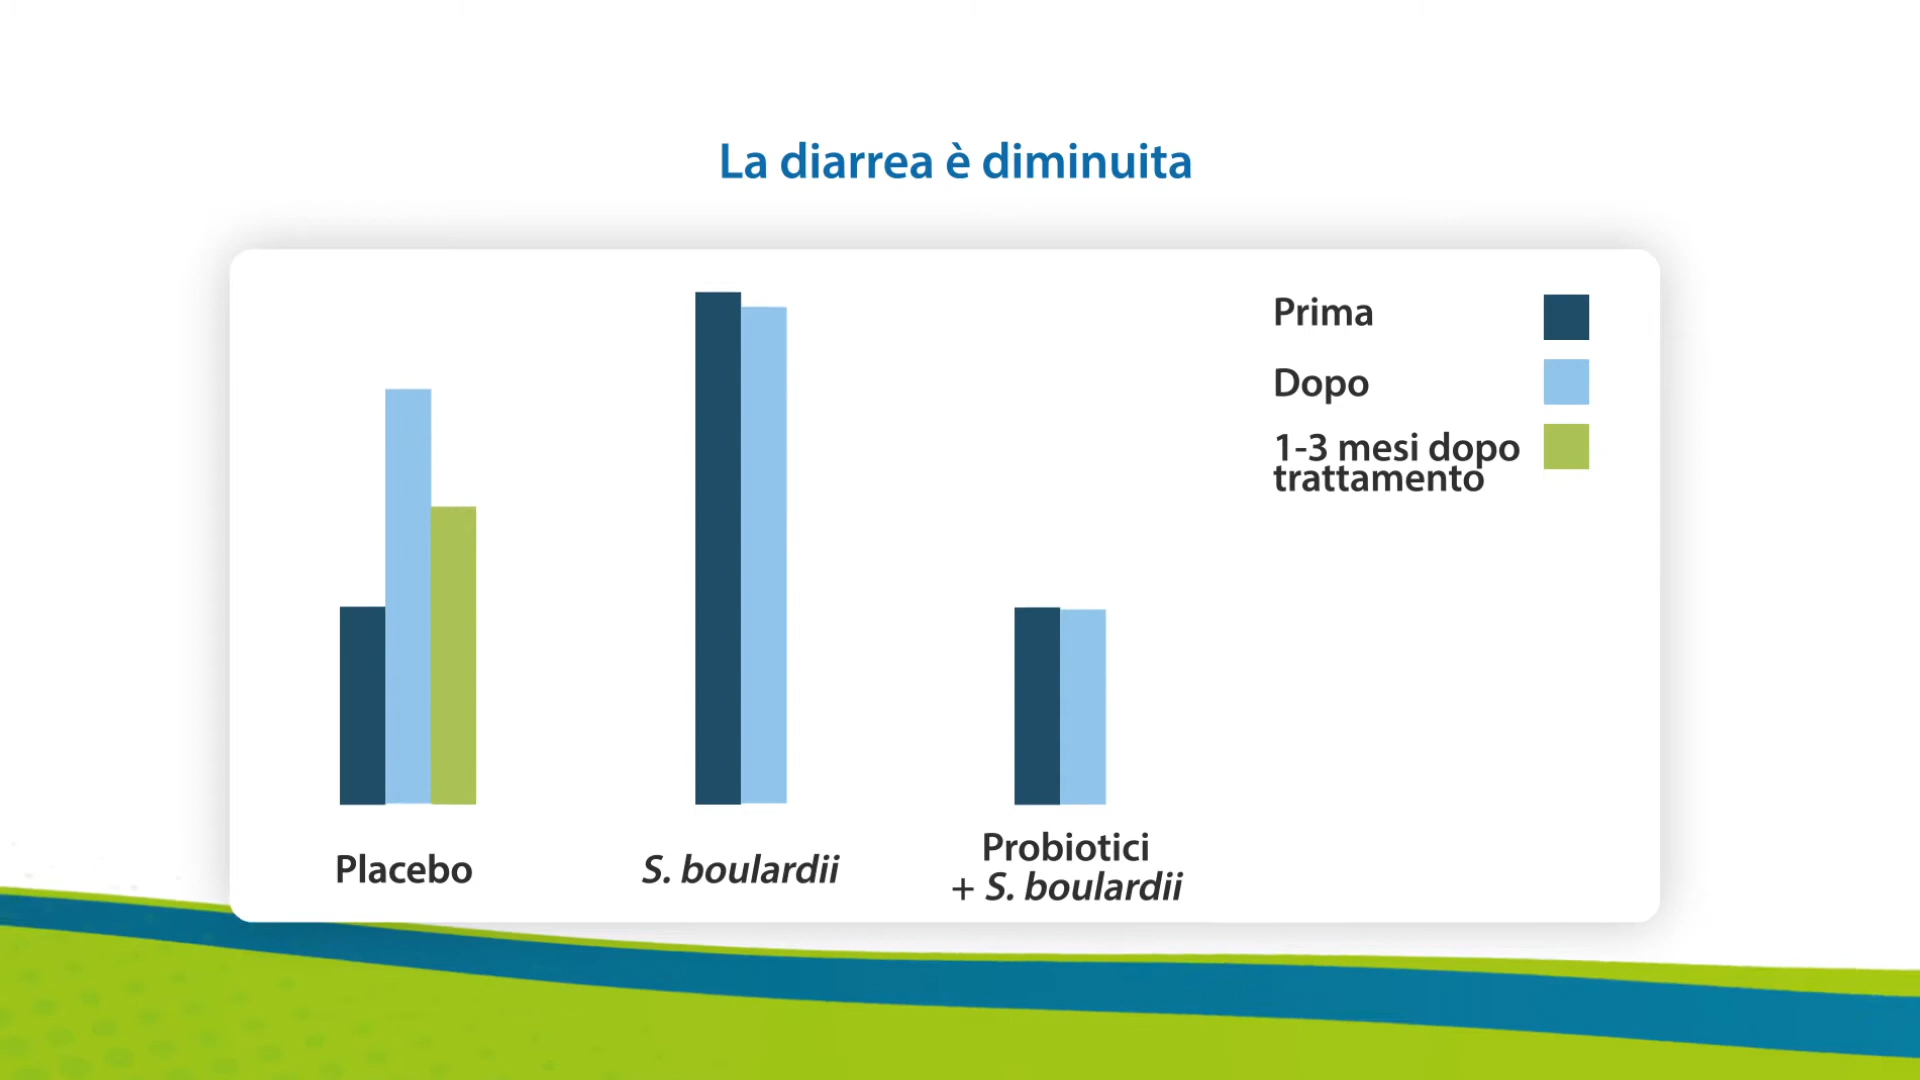 La diarrea è diminuita
Prima
Dopo
1-3 mesi dopo
trattamento
Placebo
S. boulardii
Probiotici
+ S. boulardii